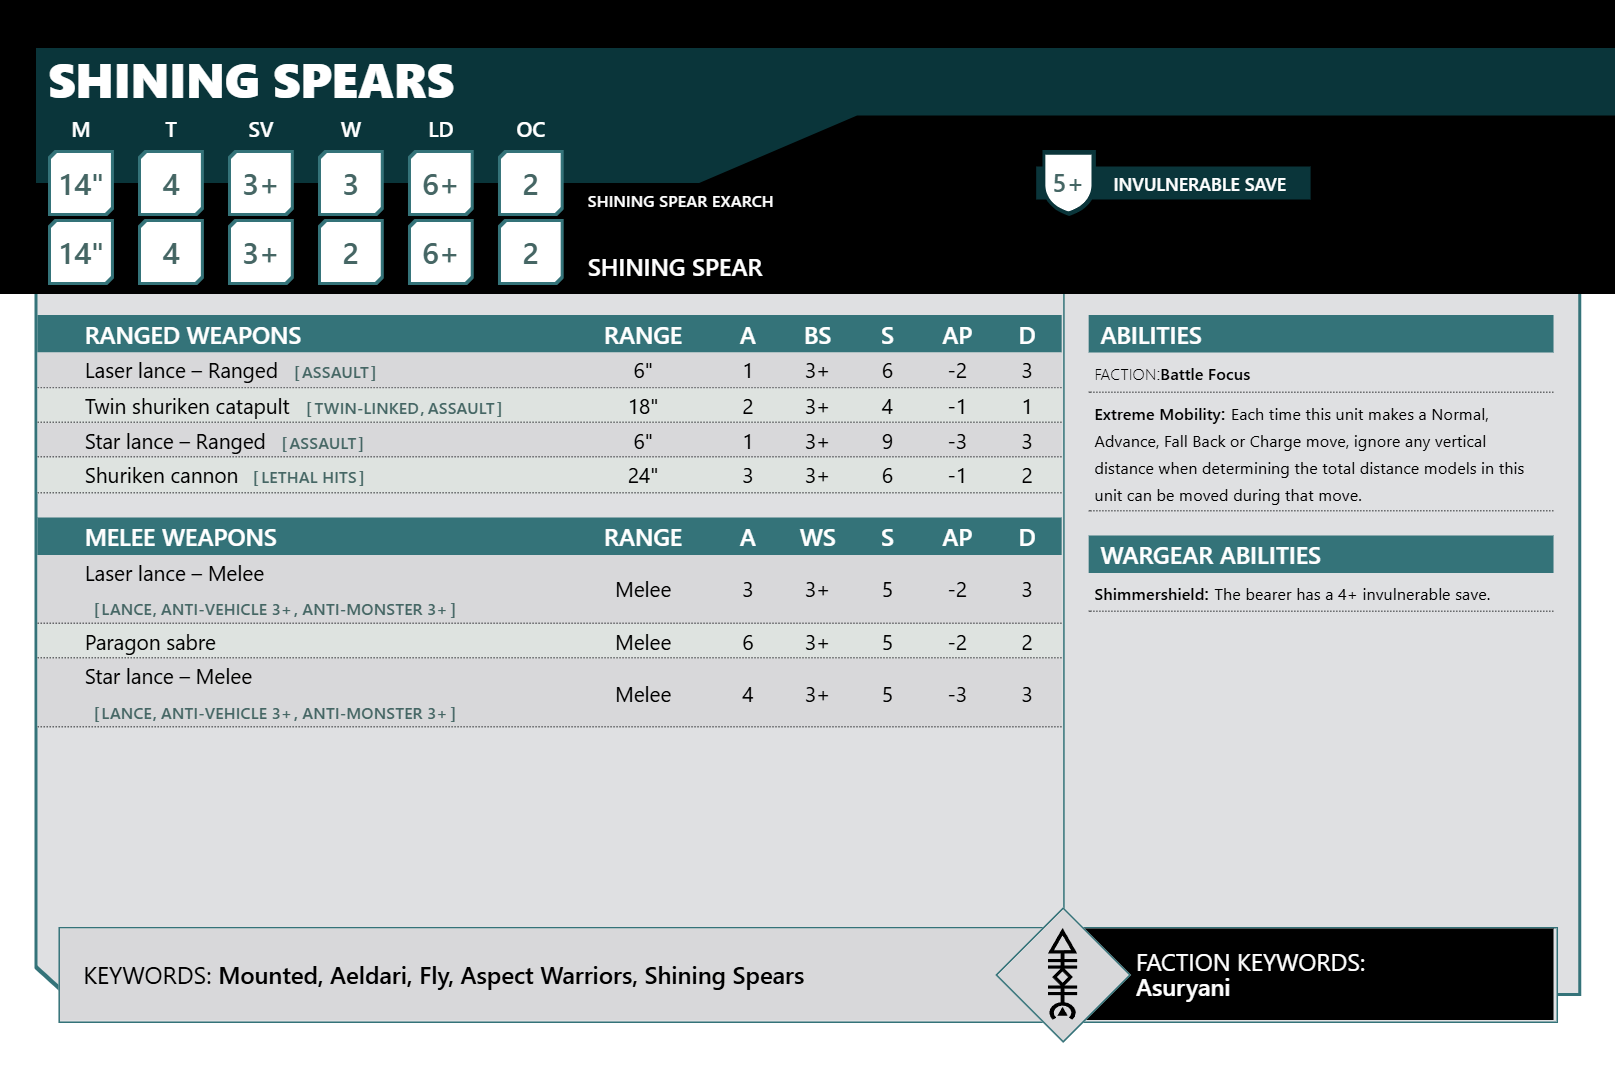 SHINING SPEARS
M T SV W LD OC
14" 4 3+ 3 6+ 2 SHINING SPEAR EXARCH
5+ INVULNERABLE SAVE
14" 4 3+ 2 6+ 2 SHINING SPEAR
RANGED WEAPONS RANGE A BS S AP D
Laser lance – Ranged [ASSAULT] 6" 1 3+ 6 -2 3
Twin shuriken catapult [TWIN-LINKED, ASSAULT] 18" 2 3+ 4 -1 1
Star lance – Ranged [ASSAULT] 6" 1 3+ 9 -3 3
Shuriken cannon [LETHAL HITS] 24" 3 3+ 6 -1 2
MELEE WEAPONS RANGE A WS S AP D
Laser lance – Melee
[LANCE, ANTI-VEHICLE 3+, ANTI-MONSTER 3+] Melee 3 3+ 5 -2 3
Paragon sabre Melee 6 3+ 5 -2 2
Star lance – Melee
[LANCE, ANTI-VEHICLE 3+, ANTI-MONSTER 3+] Melee 4 3+ 5 -3 3
ABILITIES
FACTION:Battle Focus
Extreme Mobility: Each time this unit makes a Normal,
Advance, Fall Back or Charge move, ignore any vertical
distance when determining the total distance models in this
unit can be moved during that move.
WARGEAR ABILITIES
Shimmershield: The bearer has a 4+ invulnerable save.
KEYWORDS: Mounted, Aeldari, Fly, Aspect Warriors, Shining Spears
FACTION KEYWORDS:
Asuryani